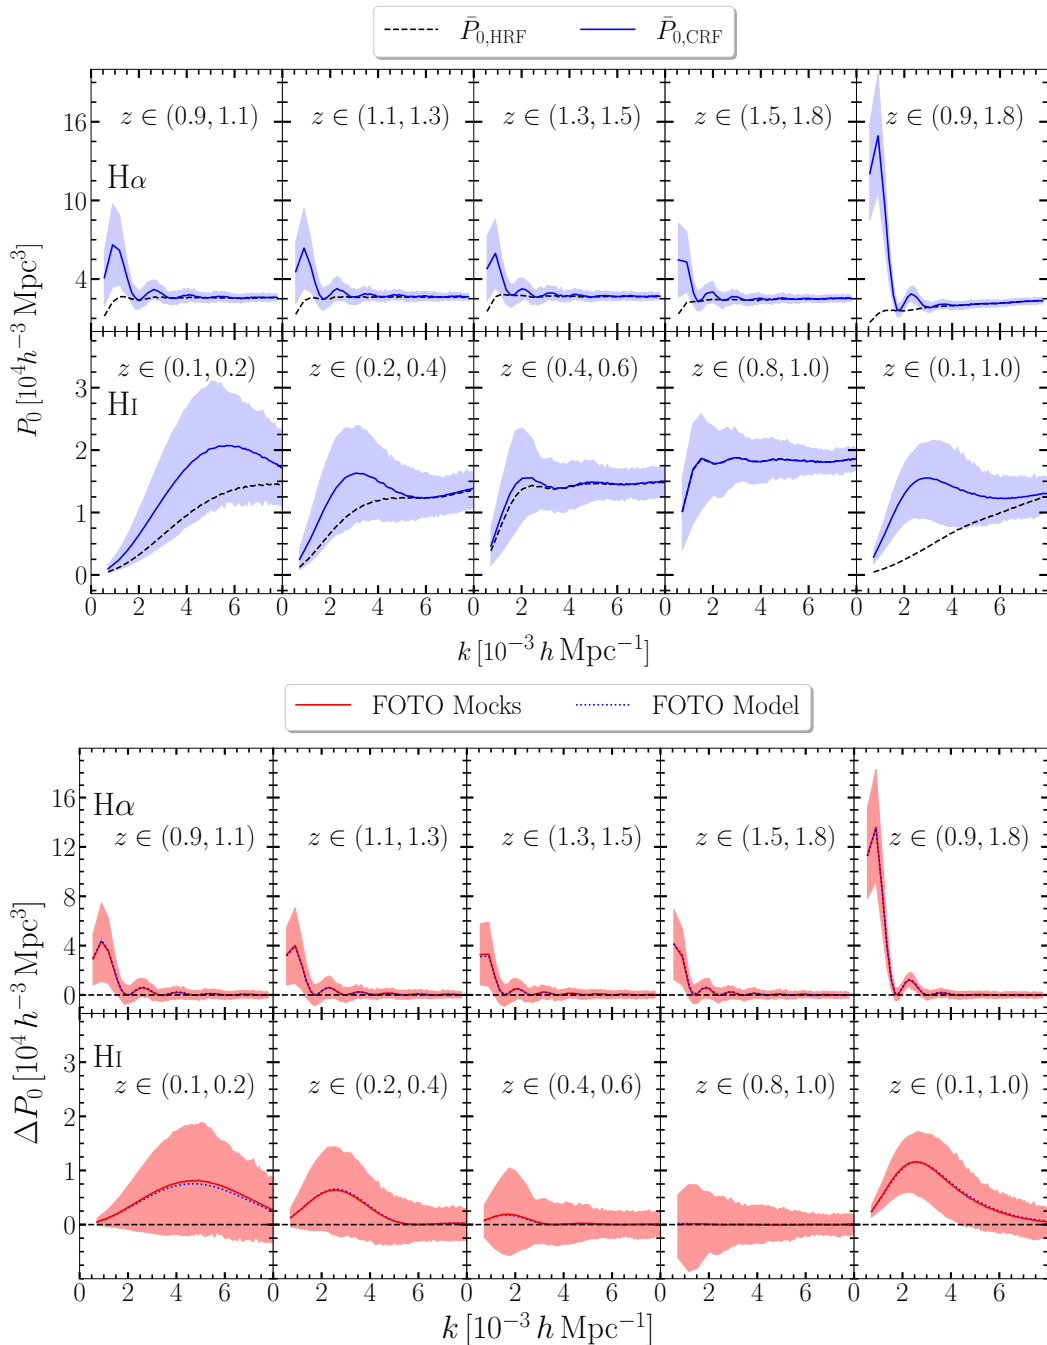 P̄₀,HRF P̄₀,CRF
z ∈ (0.9, 1.1) z ∈ (1.1, 1.3) z ∈ (1.3, 1.5) z ∈ (1.5, 1.8) z ∈ (0.9, 1.8)
Hα
16
10
4
P₀ [10⁴h⁻³ Mpc³]
z ∈ (0.1, 0.2) z ∈ (0.2, 0.4) z ∈ (0.4, 0.6) z ∈ (0.8, 1.0) z ∈ (0.1, 1.0)
HI
3
2
1
0
0 2 4 6 0 2 4 6 0 2 4 6 0 2 4 6 0 2 4 6
k [10⁻³ h Mpc⁻¹]
FOTO Mocks FOTO Model
Hα
z ∈ (0.9, 1.1) z ∈ (1.1, 1.3) z ∈ (1.3, 1.5) z ∈ (1.5, 1.8) z ∈ (0.9, 1.8)
16
12
8
4
0
ΔP₀ [10⁴ h⁻³ Mpc³]
HI
z ∈ (0.1, 0.2) z ∈ (0.2, 0.4) z ∈ (0.4, 0.6) z ∈ (0.8, 1.0) z ∈ (0.1, 1.0)
3
2
1
0
0 2 4 6 0 2 4 6 0 2 4 6 0 2 4 6 0 2 4 6
k [10⁻³ h Mpc⁻¹]